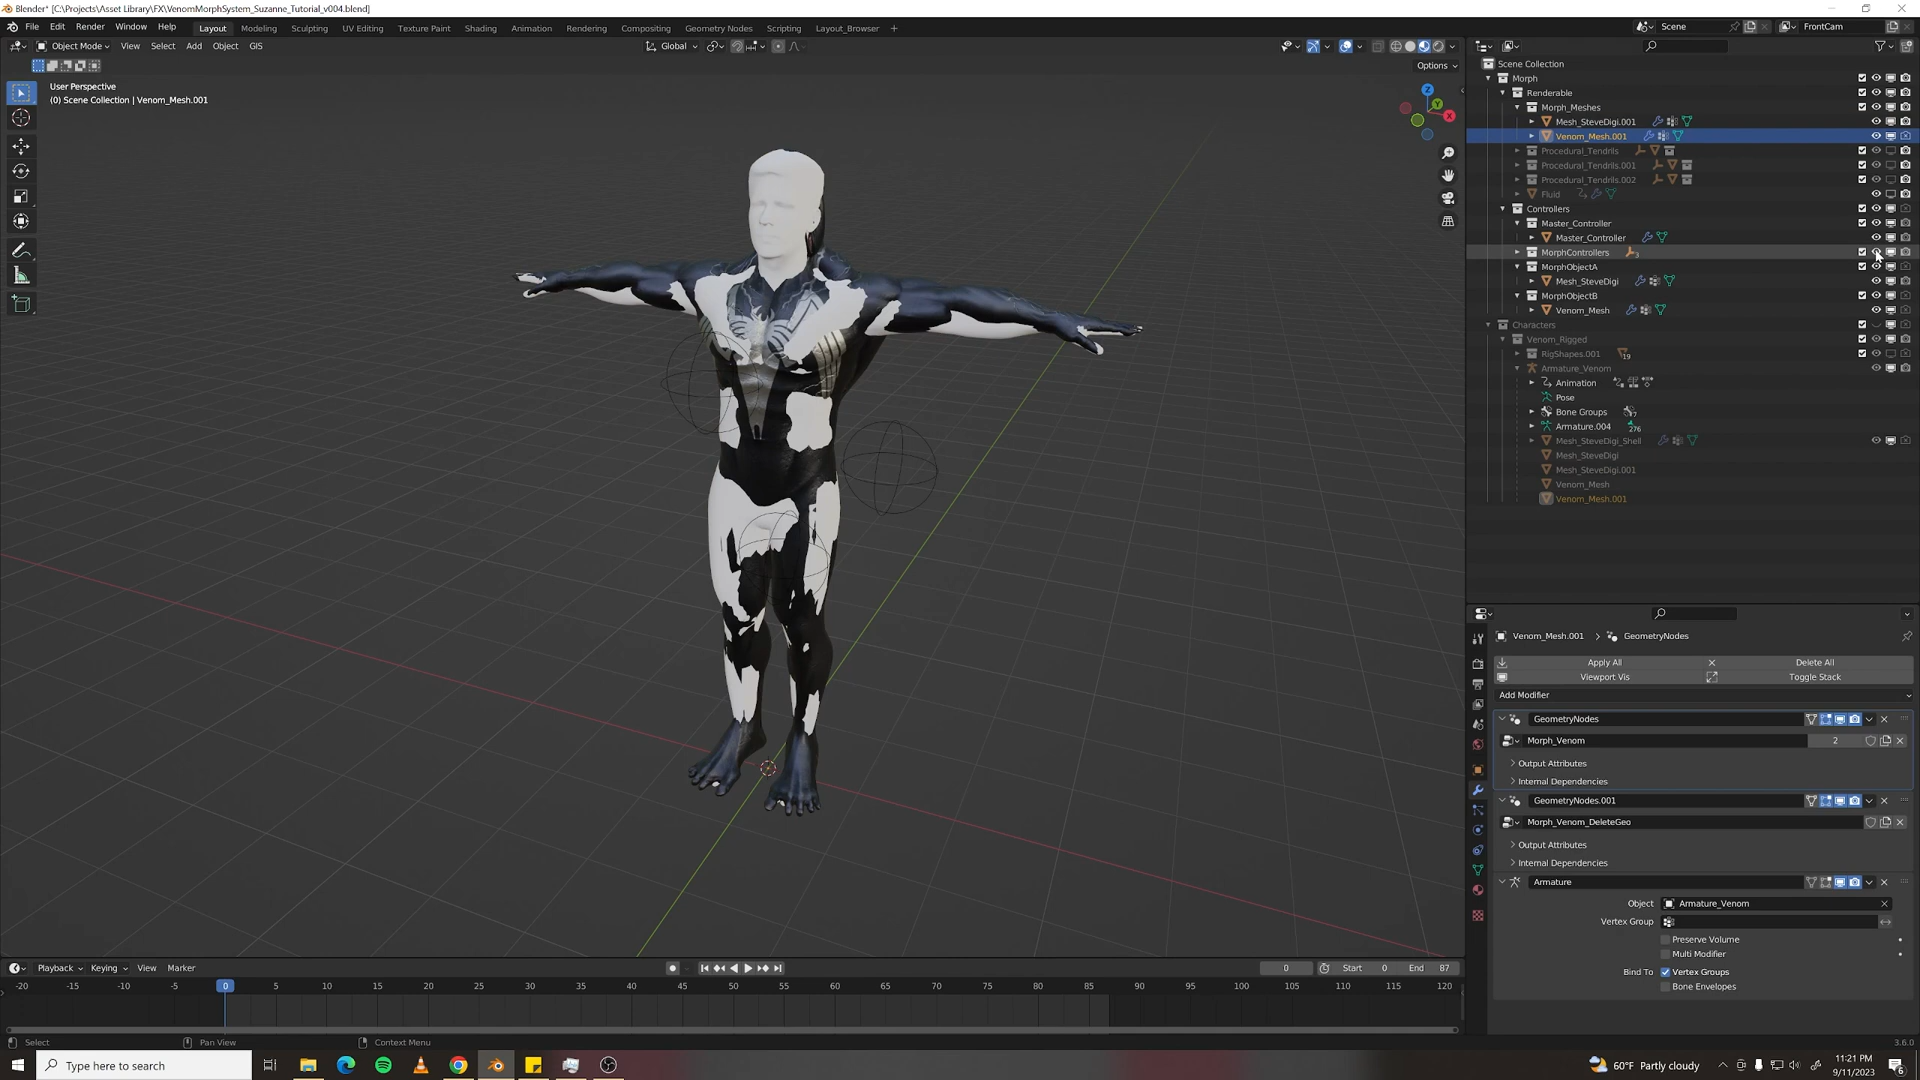 Blender* [C:\Projects\Asset Library\FX\VenomMorphSystem_Suzanne_Tutorial_v004.blend]
File Edit Render Window Help Layout Modeling Sculpting UV Editing Texture Paint Shading Animation Rendering Compositing Geometry Nodes Scripting Layout_Browser + Scene FrontCam
Object Mode View Select Add Object GIS Global
Options
User Perspective
(0) Scene Collection | Venom_Mesh.001
Z
Y
X
Scene Collection
Morph
Renderable
Morph_Meshes
Mesh_SteveDigi.001
Venom_Mesh.001
Procedural_Tendrils
Procedural_Tendrils.001
Procedural_Tendrils.002
Fluid
Controllers
Master_Controller
Master_Controller
MorphControllers 3
MorphObjectA
Mesh_SteveDigi
MorphObjectB
Venom_Mesh
Characters
Venom_Rigged
RigShapes.001 19
Armature_Venom
Animation
Pose
Bone Groups
Armature.004 276
Mesh_SteveDigi_Shell
Mesh_SteveDigi
Mesh_SteveDigi.001
Venom_Mesh
Venom_Mesh.001
Venom_Mesh.001 > GeometryNodes
Apply All Delete All
Viewport Vis Toggle Stack
Add Modifier
GeometryNodes
Morph_Venom 2
Output Attributes
Internal Dependencies
GeometryNodes.001
Morph_Venom_DeleteGeo
Output Attributes
Internal Dependencies
Armature
Object Armature_Venom
Vertex Group
Preserve Volume
Multi Modifier
Bind To Vertex Groups
Bone Envelopes
Playback Keying View Marker 0 Start 0 End 87
-20 -15 -10 -5 0 5 10 15 20 25 30 35 40 45 50 55 60 65 70 75 80 85 90 95 100 105 110 115 120
Select Pan View Context Menu 3.6.0
Type here to search 60°F Partly cloudy 11:21 PM
9/11/2023 6